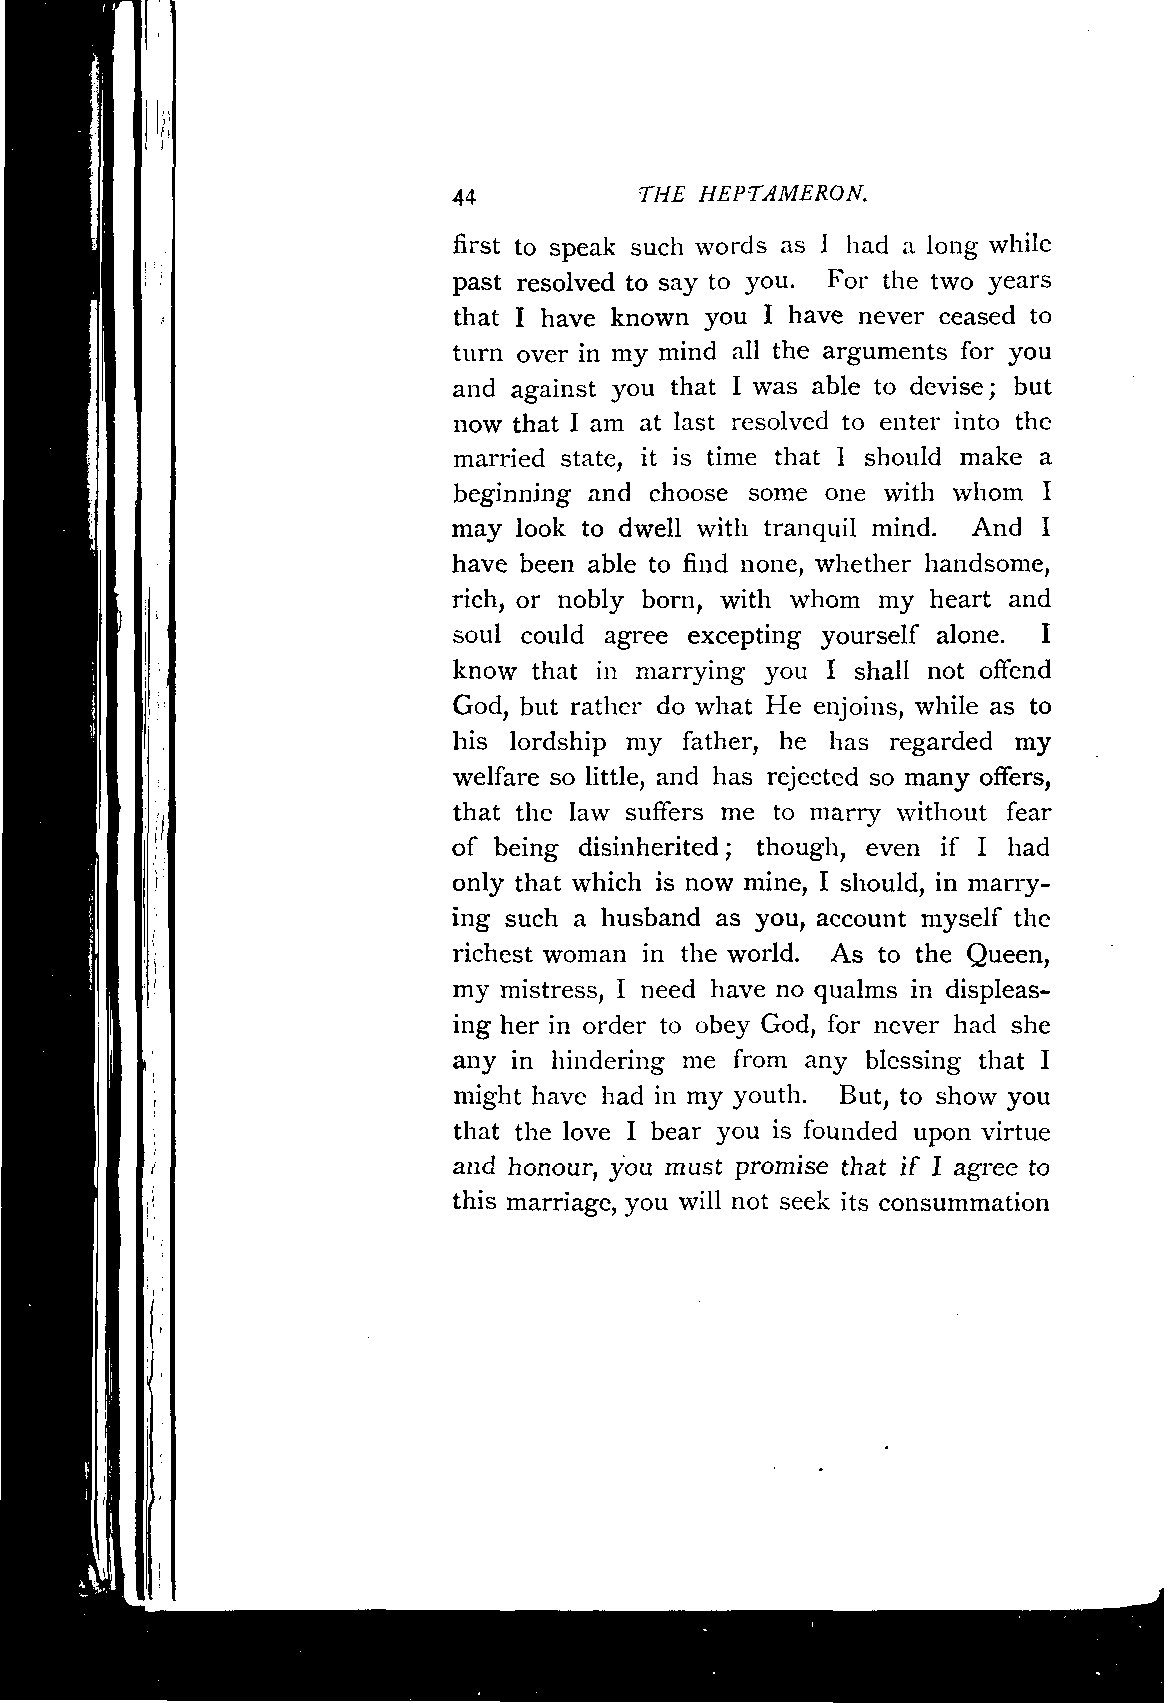 44 THE HEPTAMERON.
first to speak such words as I had a long while
past resolved to say to you. For the two years
that I have known you I have never ceased to
turn over in my mind all the arguments for you
and against you that I was able to devise; but
now that I am at last resolved to enter into the
married state, it is time that I should make a
beginning and choose some one with whom I
may look to dwell with tranquil mind. And I
have been able to find none, whether handsome,
rich, or nobly born, with whom my heart and
soul could agree excepting yourself alone. I
know that in marrying you I shall not offend
God, but rather do what He enjoins, while as to
his lordship my father, he has regarded my
welfare so little, and has rejected so many offers,
that the law suffers me to marry without fear
of being disinherited; though, even if I had
only that which is now mine, I should, in marry-
ing such a husband as you, account myself the
richest woman in the world. As to the Queen,
my mistress, I need have no qualms in displeas-
ing her in order to obey God, for never had she
any in hindering me from any blessing that I
might have had in my youth. But, to show you
that the love I bear you is founded upon virtue
and honour, you must promise that if I agree to
this marriage, you will not seek its consummation